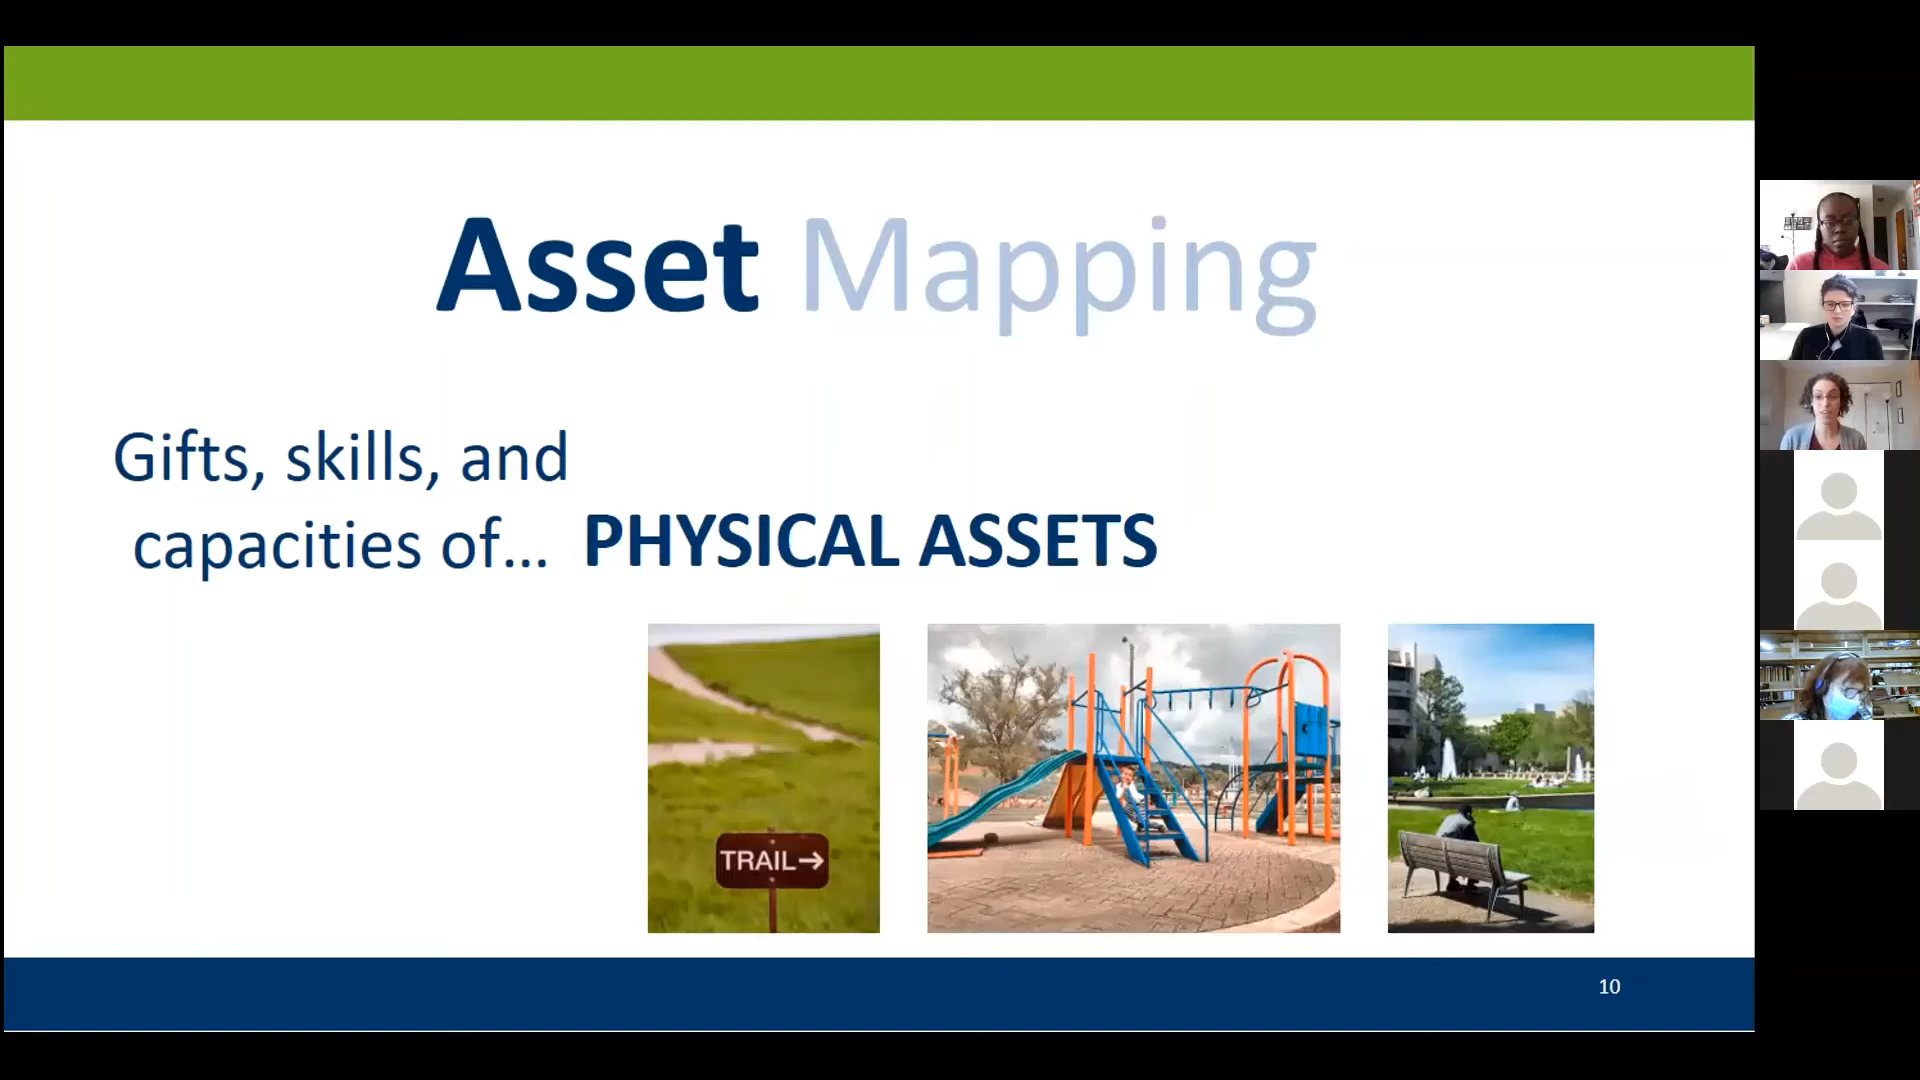 Asset Mapping
Gifts, skills, and
capacities of... PHYSICAL ASSETS
TRAIL→
10